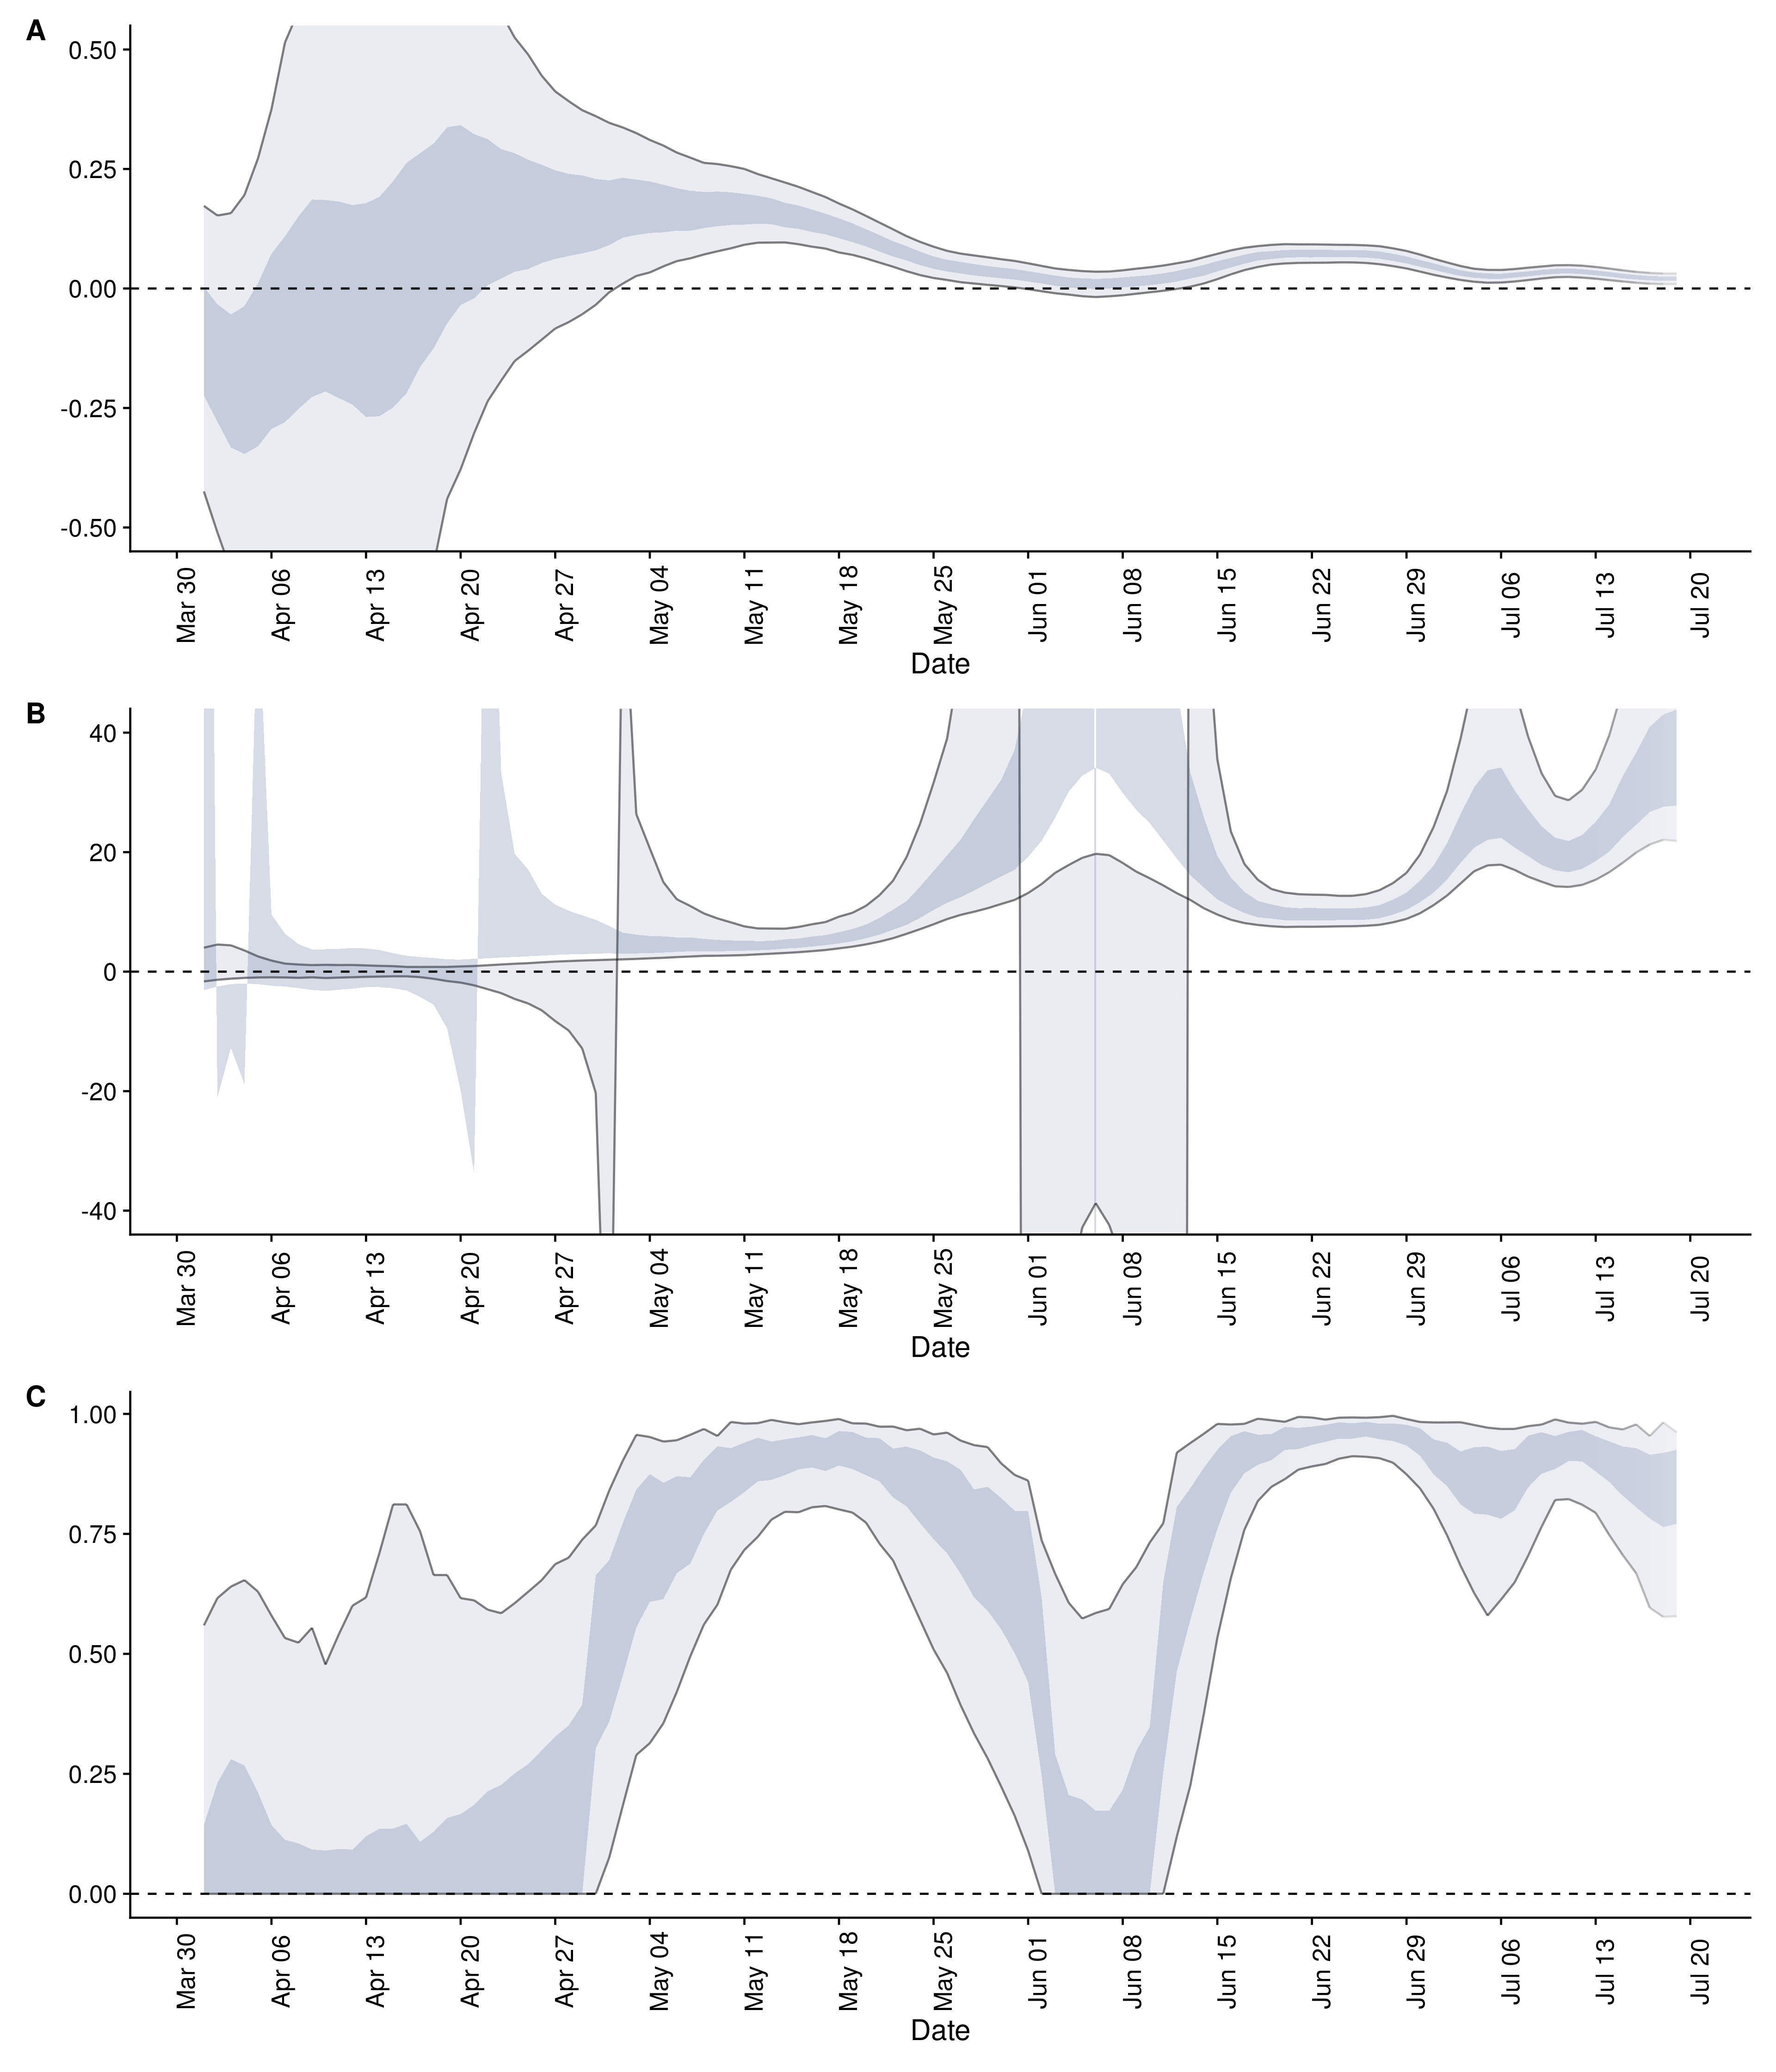 A
0.50
0.25
0.00
-0.25
-0.50
Mar 30
Apr 06
Apr 13
Apr 20
Apr 27
May 04
May 11
May 18
May 25
Jun 01
Jun 08
Jun 15
Jun 22
Jun 29
Jul 06
Jul 13
Jul 20
Date
B
40
20
0
-20
-40
Mar 30
Apr 06
Apr 13
Apr 20
Apr 27
May 04
May 11
May 18
May 25
Jun 01
Jun 08
Jun 15
Jun 22
Jun 29
Jul 06
Jul 13
Jul 20
Date
C
1.00
0.75
0.50
0.25
0.00
Mar 30
Apr 06
Apr 13
Apr 20
Apr 27
May 04
May 11
May 18
May 25
Jun 01
Jun 08
Jun 15
Jun 22
Jun 29
Jul 06
Jul 13
Jul 20
Date